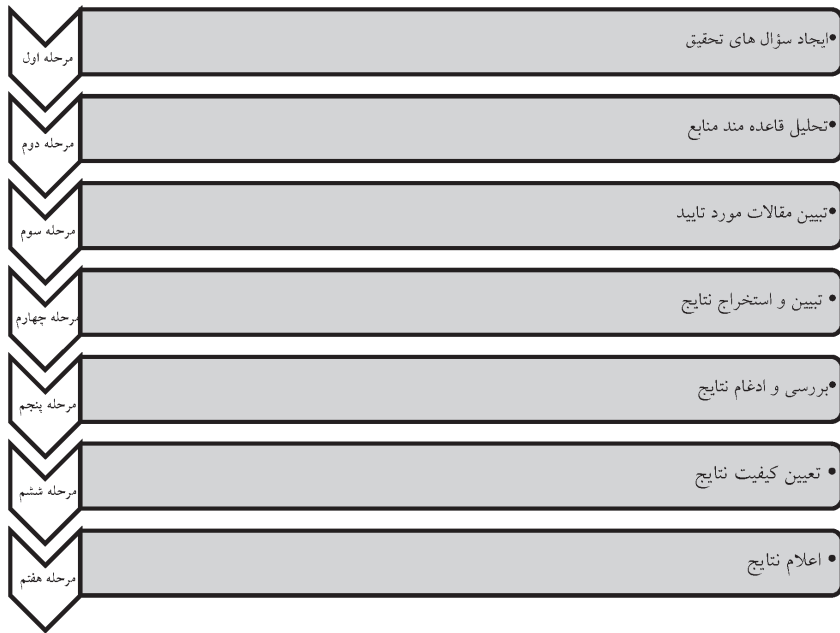 مرحله اول
•ایجاد سؤال های تحقیق
مرحله دوم
•تحلیل قاعده مند منابع
مرحله سوم
•تبیین مقالات مورد تایید
مرحله چهارم
• تبیین و استخراج نتایج
مرحله پنجم
•بررسی و ادغام نتایج
مرحله ششم
• تعیین کیفیت نتایج
مرحله هفتم
• اعلام نتایج